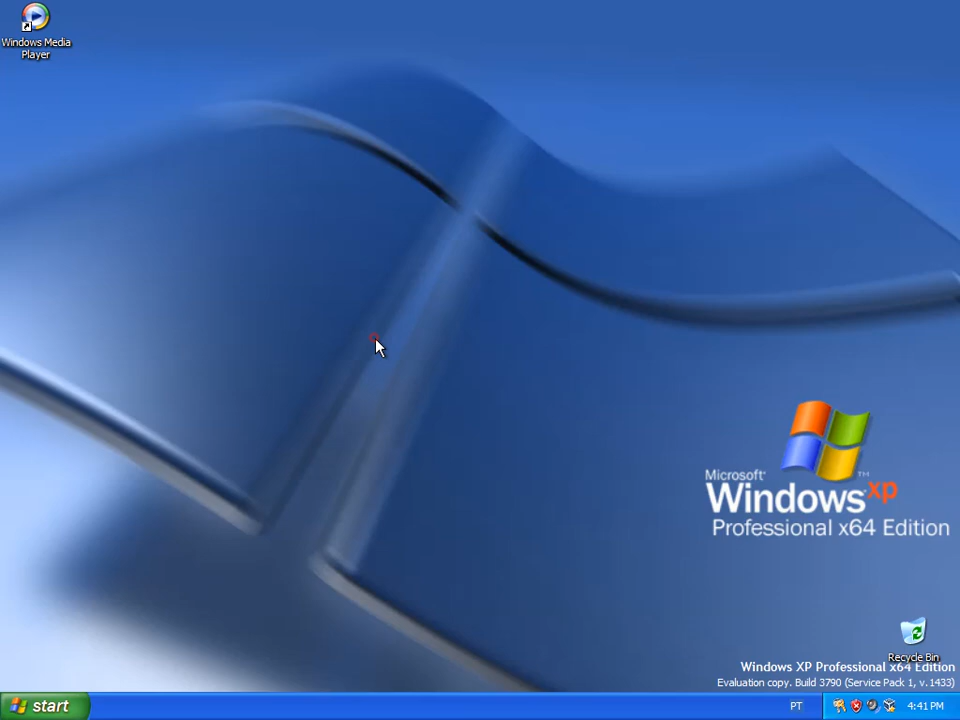 Windows Media
Player
Microsoft
Windows xp
TM
Professional x64 Edition
Recycle Bin
Windows XP Professional x64 Edition
Evaluation copy. Build 3790 (Service Pack 1, v.1433)
start
PT
4:41 PM